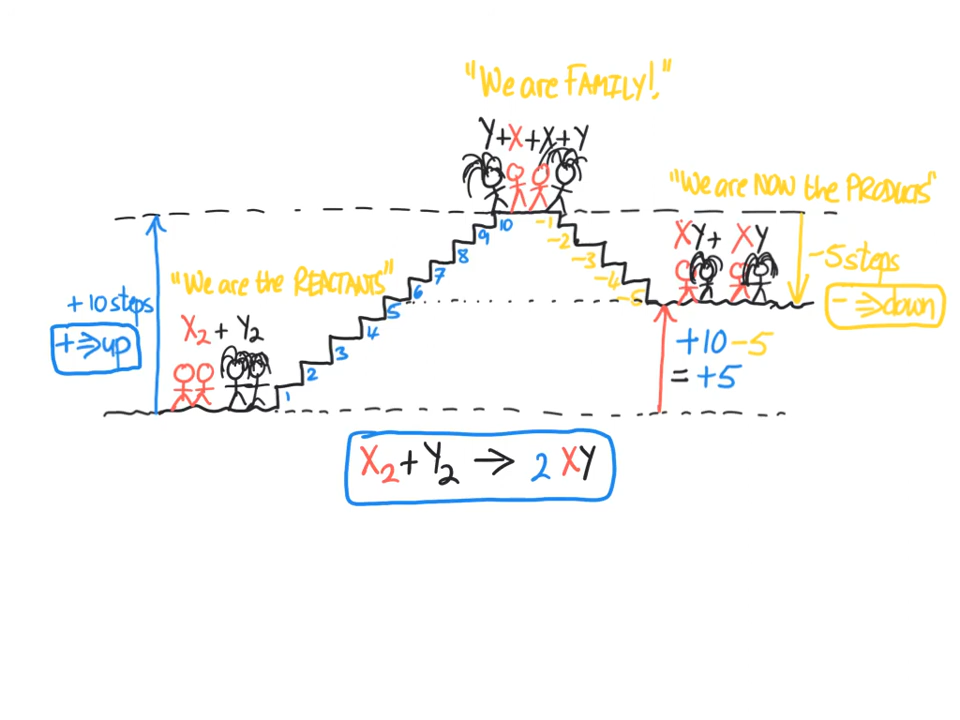 "We are FAMILY!"
Y+X+X+Y
"We are NOW the PRODUCTS"
XY+ XY
-5 steps
- ⇒ down
"We are the REACTANTS"
+10 steps
+ ⇒ up
X₂ + Y₂
1
2
3
4
5
6
7
8
9
10
-1
-2
-3
-4
-5
+10-5
= +5
X₂ + Y₂ → 2 XY